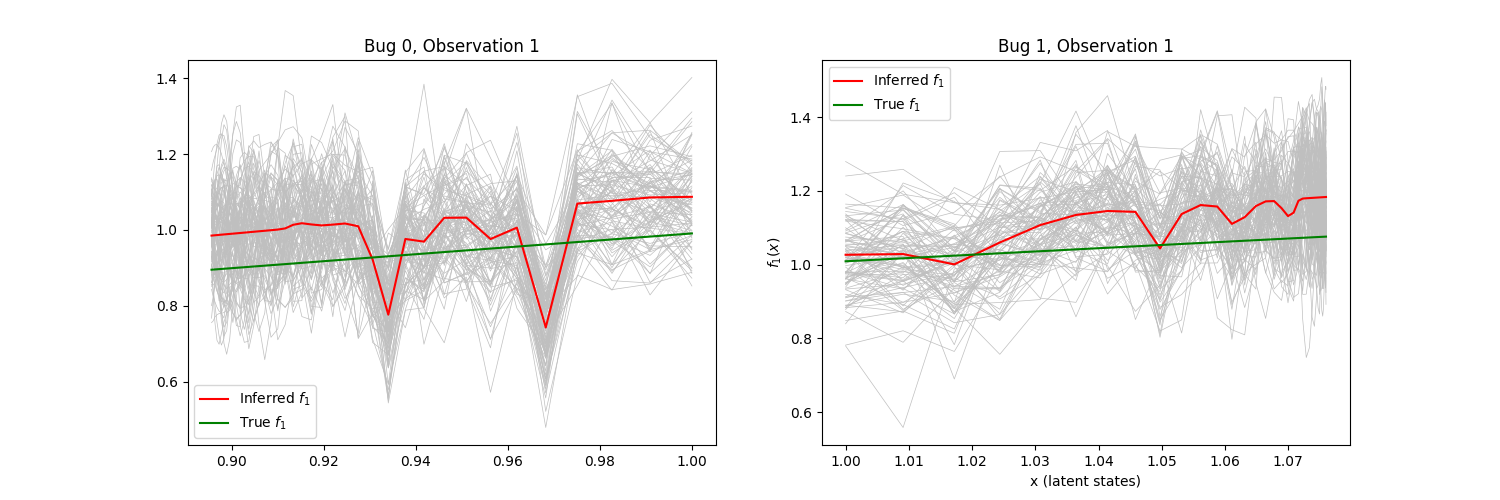 Bug 0, Observation 1
1.4
1.2
1.0
0.8
0.6
Inferred f₁
True f₁
0.90 0.92 0.94 0.96 0.98 1.00
Bug 1, Observation 1
Inferred f₁
True f₁
1.4
1.2
1.0
0.8
0.6
f₁(x)
1.00 1.01 1.02 1.03 1.04 1.05 1.06 1.07
x (latent states)